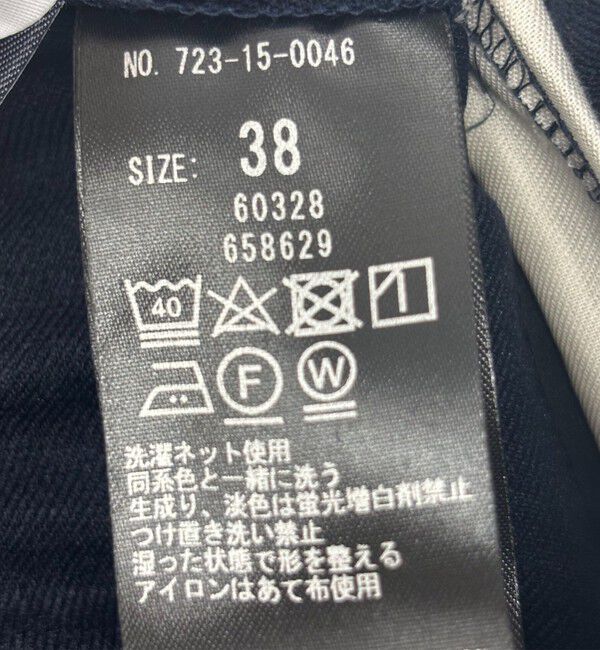 NO. 723-15-0046
SIZE: 38
60328
658629
40
F W
洗濯ネット使用
同系色と一緒に洗う
生成り、淡色は蛍光増白剤禁止
つけ置き洗い禁止
湿った状態で形を整える
アイロンはあて布使用